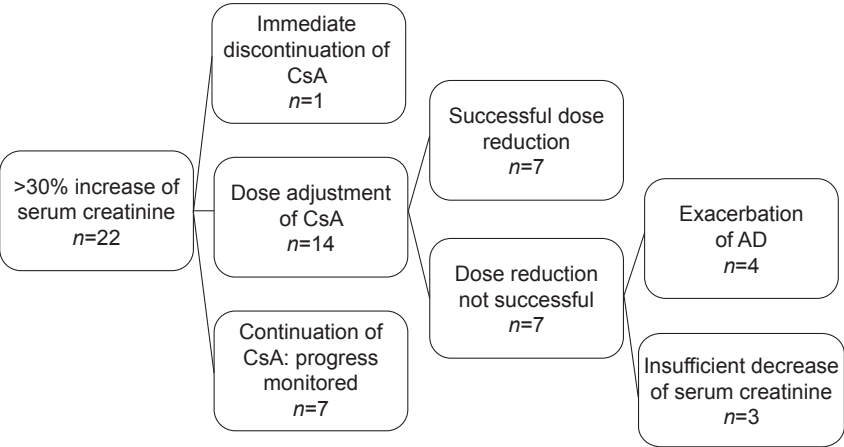 >30% increase of
serum creatinine
n=22
Immediate
discontinuation of
CsA
n=1
Dose adjustment
of CsA
n=14
Continuation of
CsA: progress
monitored
n=7
Successful dose
reduction
n=7
Dose reduction
not successful
n=7
Exacerbation
of AD
n=4
Insufficient decrease
of serum creatinine
n=3